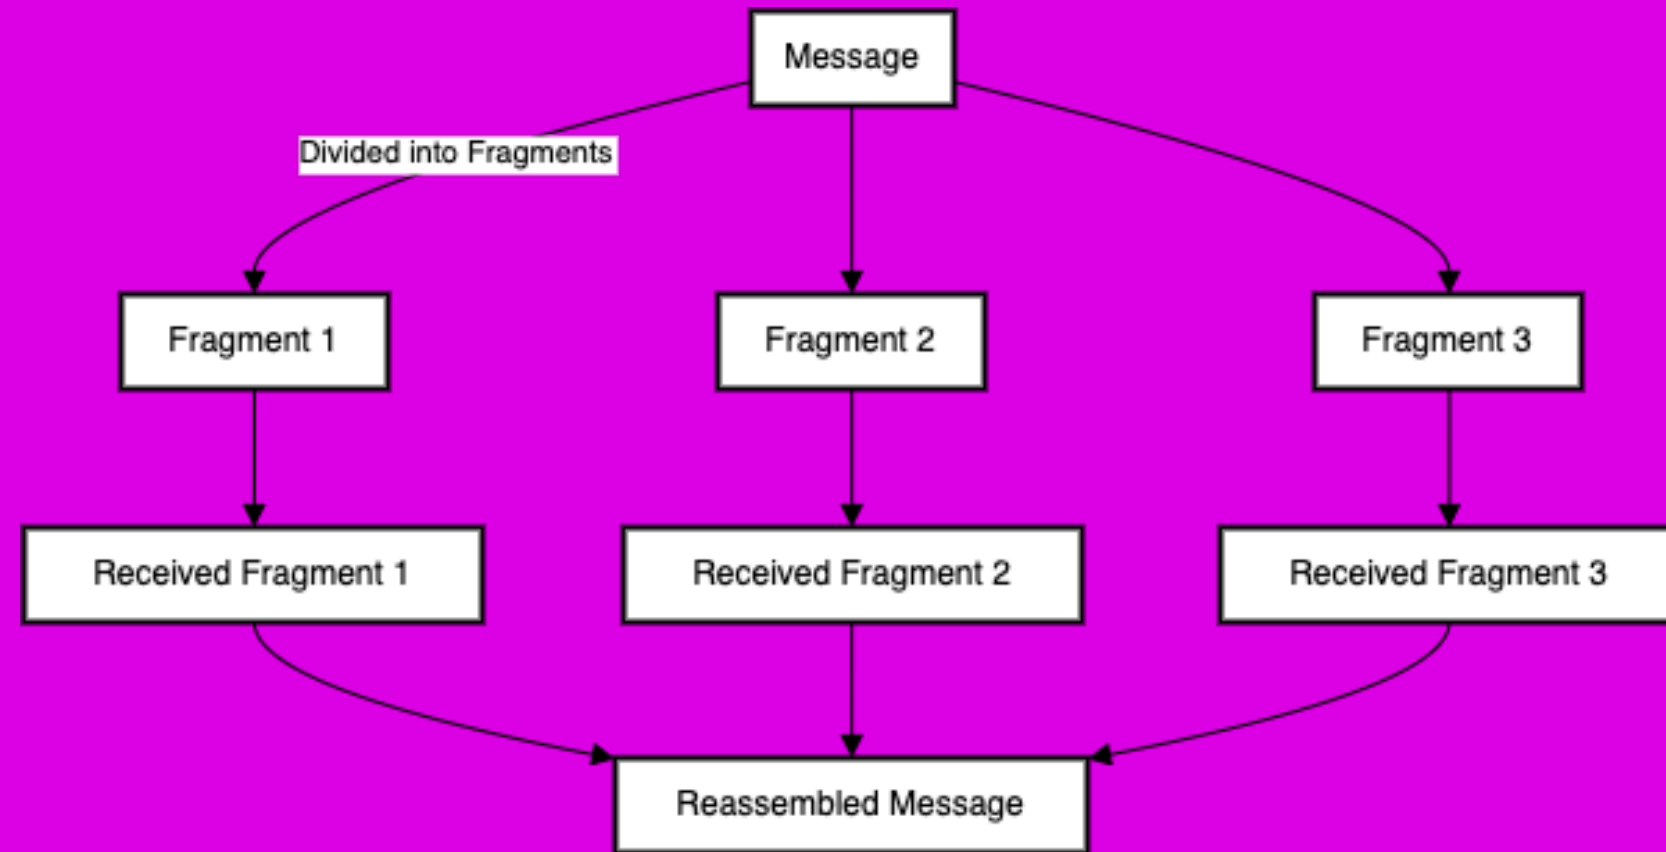 Message
Divided into Fragments
Fragment 1
Fragment 2
Fragment 3
Received Fragment 1
Received Fragment 2
Received Fragment 3
Reassembled Message